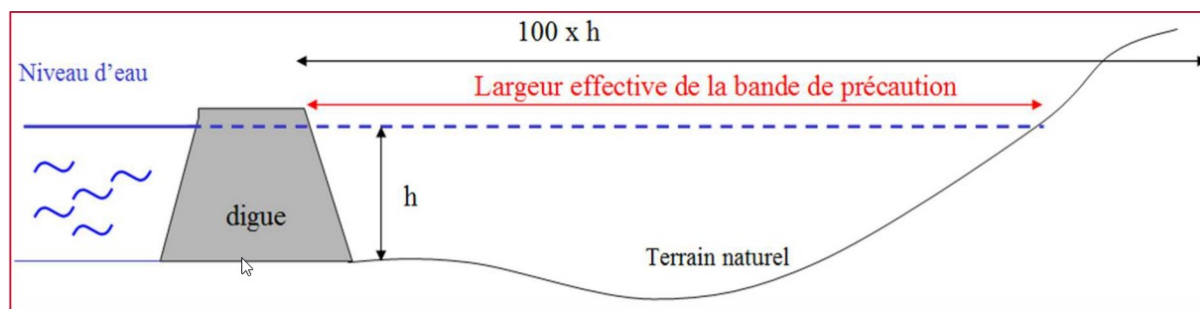 100 x h
Niveau d’eau
Largeur effective de la bande de précaution
h
digue
Terrain naturel